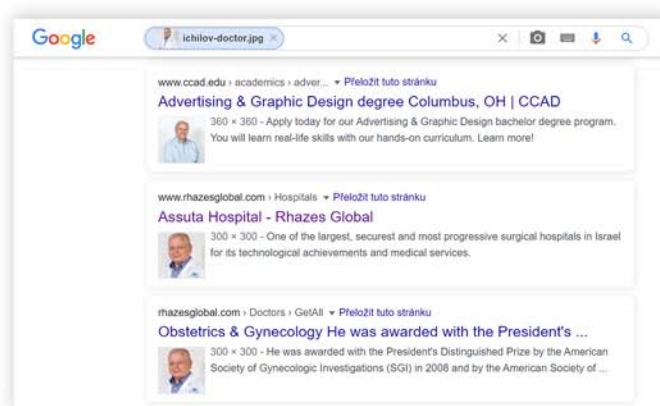 Google
ichilov-doctor.jpg ×
www.ccad.edu › academics › adver... ▾ Přeložit tuto stránku
Advertising & Graphic Design degree Columbus, OH | CCAD
360 × 360 - Apply today for our Advertising & Graphic Design bachelor degree program.
You will learn real-life skills with our hands-on curriculum. Learn more!
www.rhazesglobal.com › Hospitals ▾ Přeložit tuto stránku
Assuta Hospital - Rhazes Global
300 × 300 - One of the largest, securest and most progressive surgical hospitals in Israel
for its technological achievements and medical services.
rhazesglobal.com › Doctors › GetAll ▾ Přeložit tuto stránku
Obstetrics & Gynecology He was awarded with the President's ...
300 × 300 - He was awarded with the President's Distinguished Prize by the American
Society of Gynecologic Investigations (SGI) in 2008 and by the American Society of ...